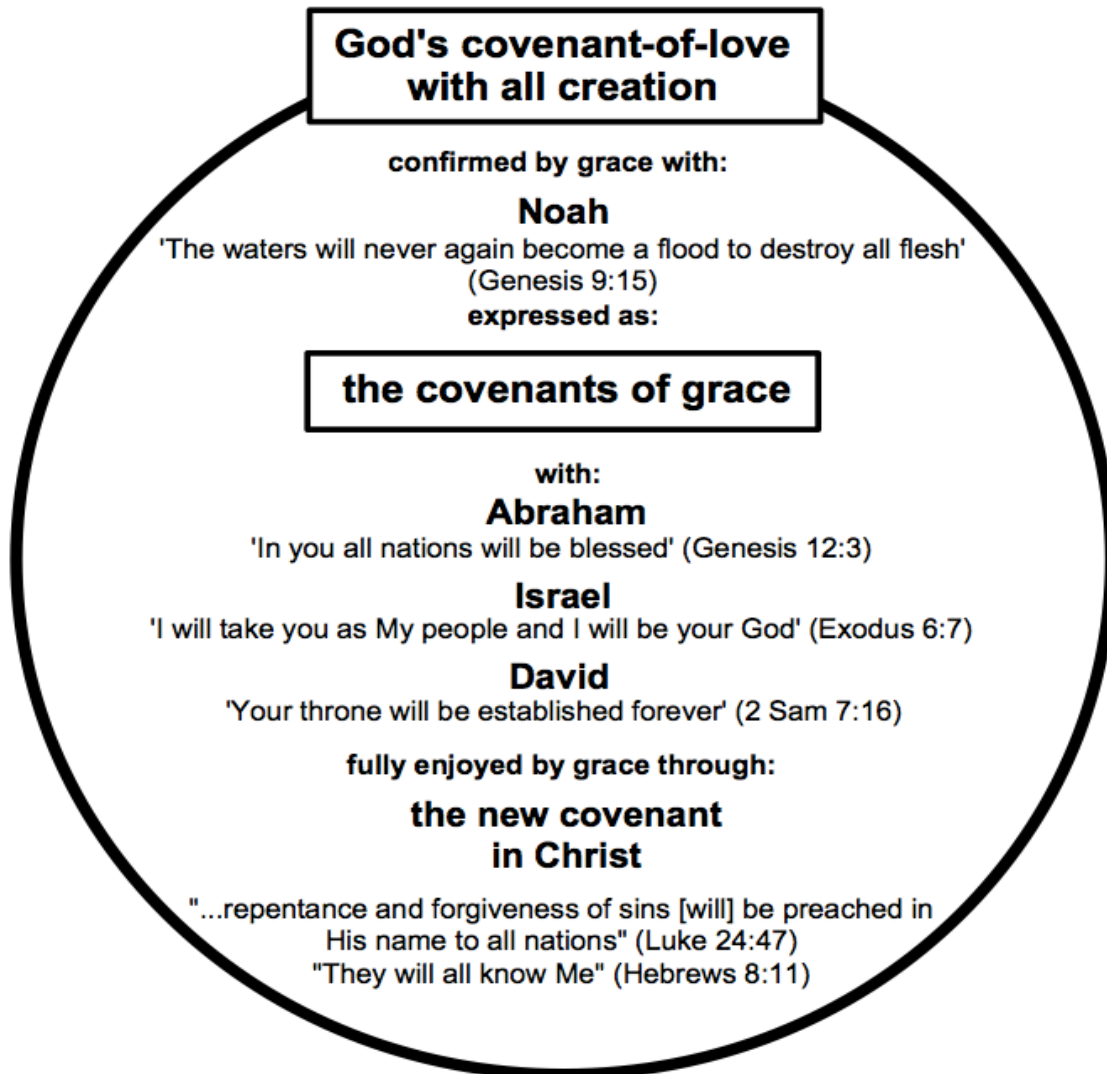 God's covenant-of-love
with all creation
confirmed by grace with:
Noah
'The waters will never again become a flood to destroy all flesh'
(Genesis 9:15)
expressed as:
the covenants of grace
with:
Abraham
'In you all nations will be blessed' (Genesis 12:3)
Israel
'I will take you as My people and I will be your God' (Exodus 6:7)
David
'Your throne will be established forever' (2 Sam 7:16)
fully enjoyed by grace through:
the new covenant
in Christ
"...repentance and forgiveness of sins [will] be preached in
His name to all nations" (Luke 24:47)
"They will all know Me" (Hebrews 8:11)